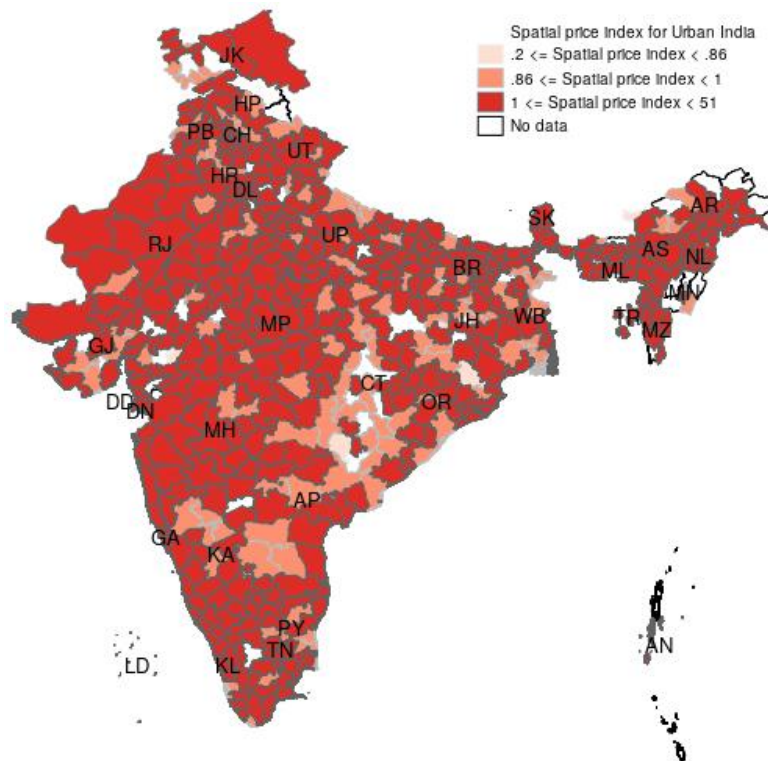 Spatial price index for Urban India
.2 <= Spatial price index < .86
.86 <= Spatial price index < 1
1 <= Spatial price index < 51
No data
JK
HP
PB
CH
UT
HR
DL
SK
AR
RJ
UP
AS
NL
BR
ML
MN
MP
JH
WB
TR
MZ
GJ
CT
DD
DN
OR
MH
AP
GA
KA
PY
TN
AN
LD
KL